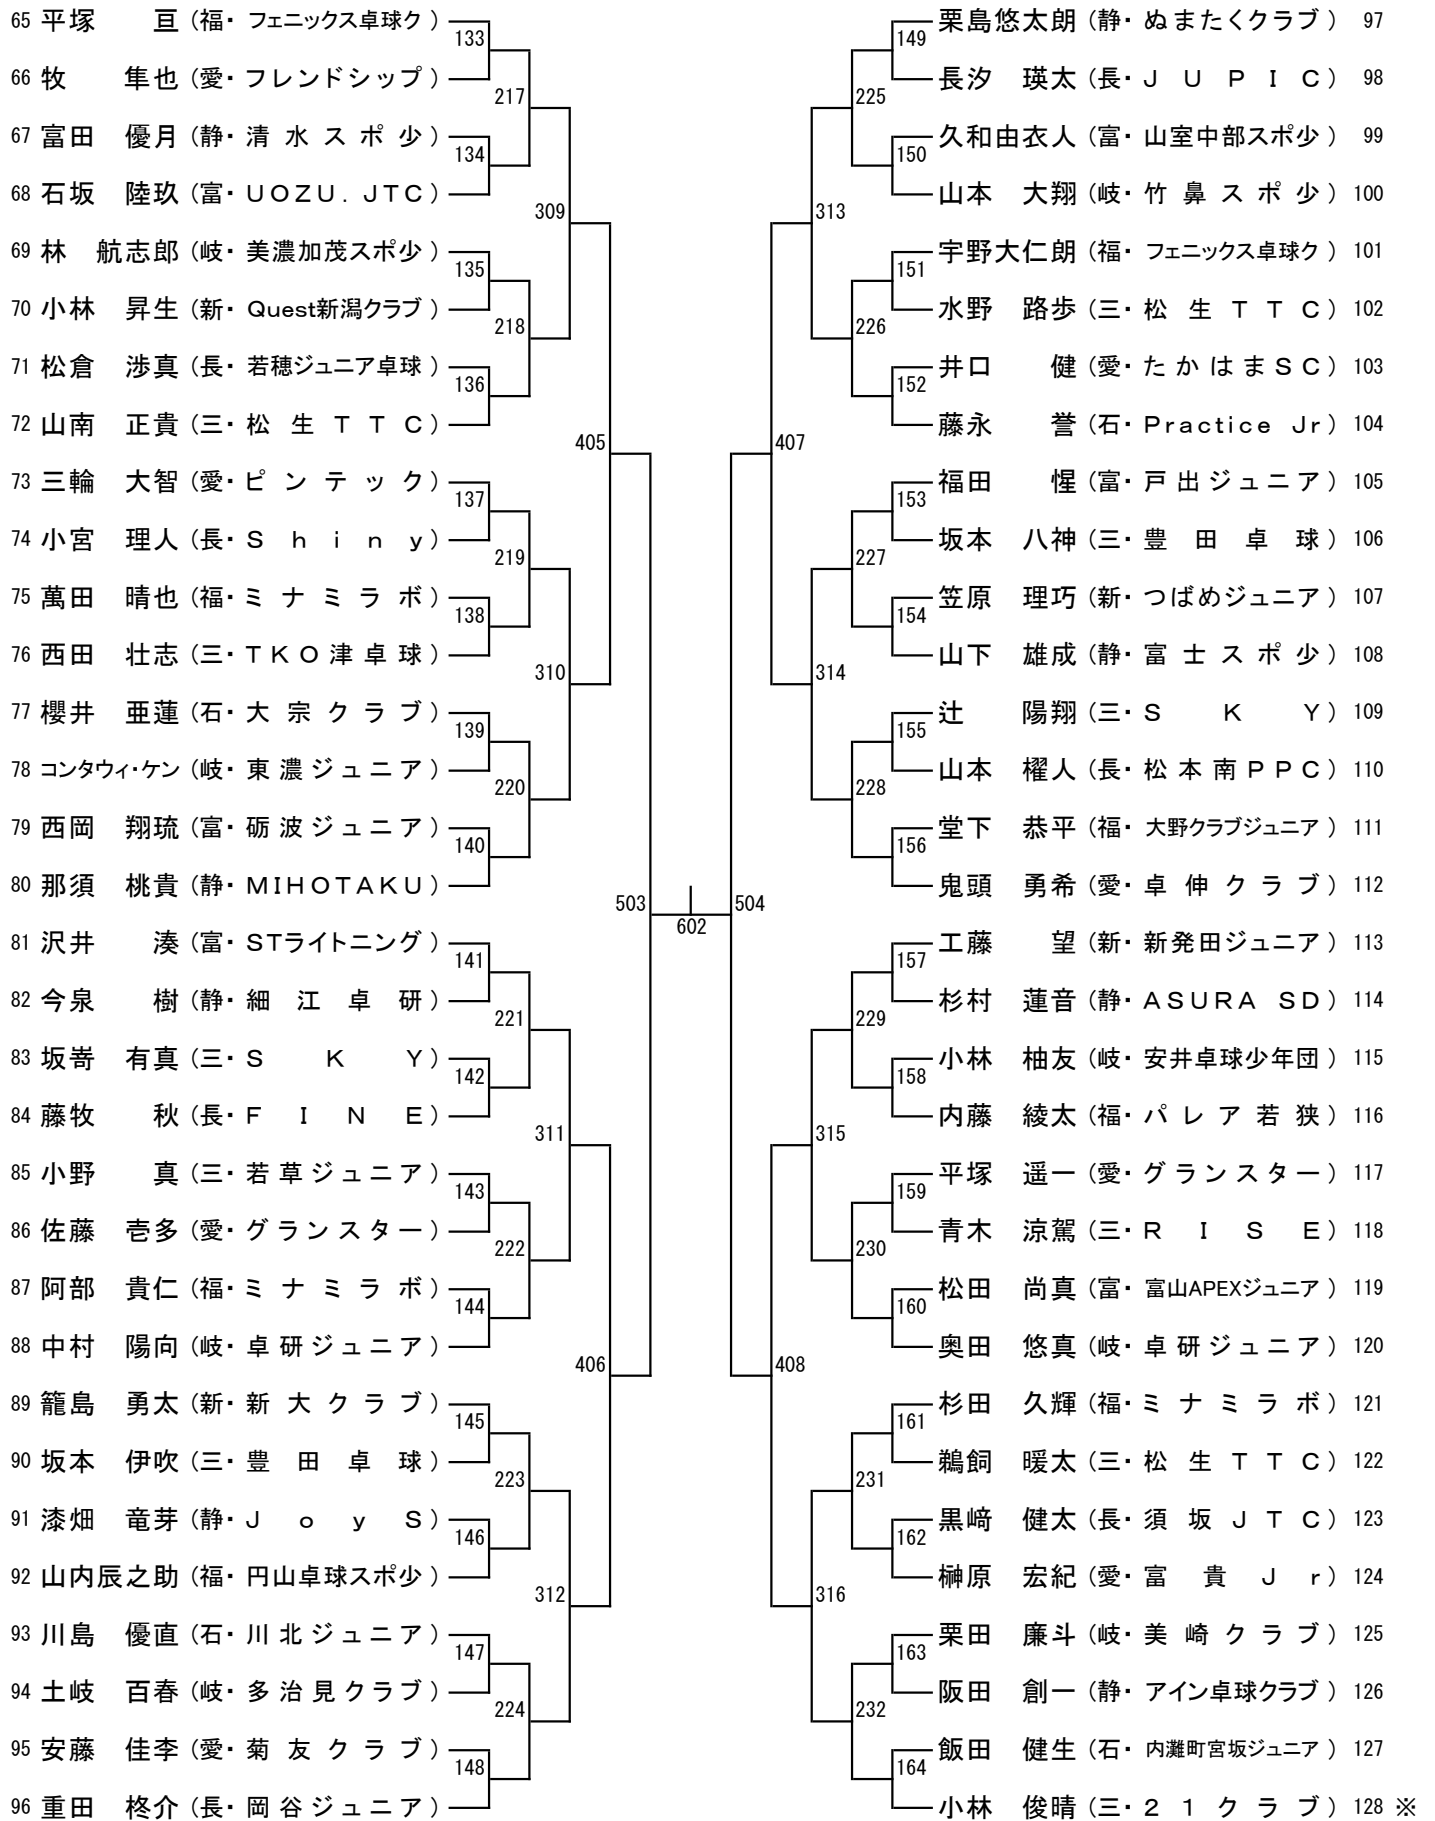 65 平塚 亘 (福・フェニックス卓球ク)
133
66 牧 隼也 (愛・フレンドシップ)
217
67 富田 優月 (静・清水スポ少)
134
68 石坂 陸玖 (富・UOZU. JTC)
309
69 林 航志郎 (岐・美濃加茂スポ少)
135
70 小林 昇生 (新・Quest新潟クラブ)
218
71 松倉 渉真 (長・若穂ジュニア卓球)
136
72 山南 正貴 (三・松生TTC)
405
73 三輪 大智 (愛・ピンテック)
137
74 小宮 理人 (長・Shiny)
219
75 萬田 晴也 (福・ミナミラボ)
138
76 西田 壮志 (三・TKO津卓球)
310
77 櫻井 亜蓮 (石・大宗クラブ)
139
78 コンタウィ・ケン (岐・東濃ジュニア)
220
79 西岡 翔琉 (富・砺波ジュニア)
140
80 那須 桃貴 (静・MIHOTAKU)
503
81 沢井 湊 (富・STライトニング)
141
82 今泉 樹 (静・細江卓研)
221
83 坂嵜 有真 (三・SKY)
142
84 藤牧 秋 (長・FINE)
311
85 小野 真 (三・若草ジュニア)
143
86 佐藤 壱多 (愛・グランスター)
222
87 阿部 貴仁 (福・ミナミラボ)
144
88 中村 陽向 (岐・卓研ジュニア)
406
89 籠島 勇太 (新・新大クラブ)
145
90 坂本 伊吹 (三・豊田卓球)
223
91 漆畑 竜芽 (静・JoyS)
146
92 山内辰之助 (福・円山卓球スポ少)
312
93 川島 優直 (石・川北ジュニア)
147
94 土岐 百春 (岐・多治見クラブ)
224
95 安藤 佳李 (愛・菊友クラブ)
148
96 重田 柊介 (長・岡谷ジュニア)
602
栗島悠太朗 (静・ぬまたくクラブ) 97
149
長汐 瑛太 (長・JUPIC) 98
225
久和由衣人 (富・山室中部スポ少) 99
150
山本 大翔 (岐・竹鼻スポ少) 100
313
宇野大仁朗 (福・フェニックス卓球ク) 101
151
水野 路歩 (三・松生TTC) 102
226
井口 健 (愛・たかはまSC) 103
152
藤永 誉 (石・Practice Jr) 104
407
福田 惺 (富・戸出ジュニア) 105
153
坂本 八神 (三・豊田卓球) 106
227
笠原 理巧 (新・つばめジュニア) 107
154
山下 雄成 (静・富士スポ少) 108
314
辻 陽翔 (三・SKY) 109
155
山本 櫂人 (長・松本南PPC) 110
228
堂下 恭平 (福・大野クラブジュニア) 111
156
鬼頭 勇希 (愛・卓伸クラブ) 112
504
工藤 望 (新・新発田ジュニア) 113
157
杉村 蓮音 (静・ASURA SD) 114
229
小林 柚友 (岐・安井卓球少年団) 115
158
内藤 綾太 (福・パレア若狭) 116
315
平塚 遥一 (愛・グランスター) 117
159
青木 涼駕 (三・RISE) 118
230
松田 尚真 (富・富山APEXジュニア) 119
160
奥田 悠真 (岐・卓研ジュニア) 120
408
杉田 久輝 (福・ミナミラボ) 121
161
鵜飼 暖太 (三・松生TTC) 122
231
黒﨑 健太 (長・須坂JTC) 123
162
榊原 宏紀 (愛・富貴Jr) 124
316
栗田 廉斗 (岐・美崎クラブ) 125
163
阪田 創一 (静・アイン卓球クラブ) 126
232
飯田 健生 (石・内灘町宮坂ジュニア) 127
164
小林 俊晴 (三・21クラブ) 128 ※